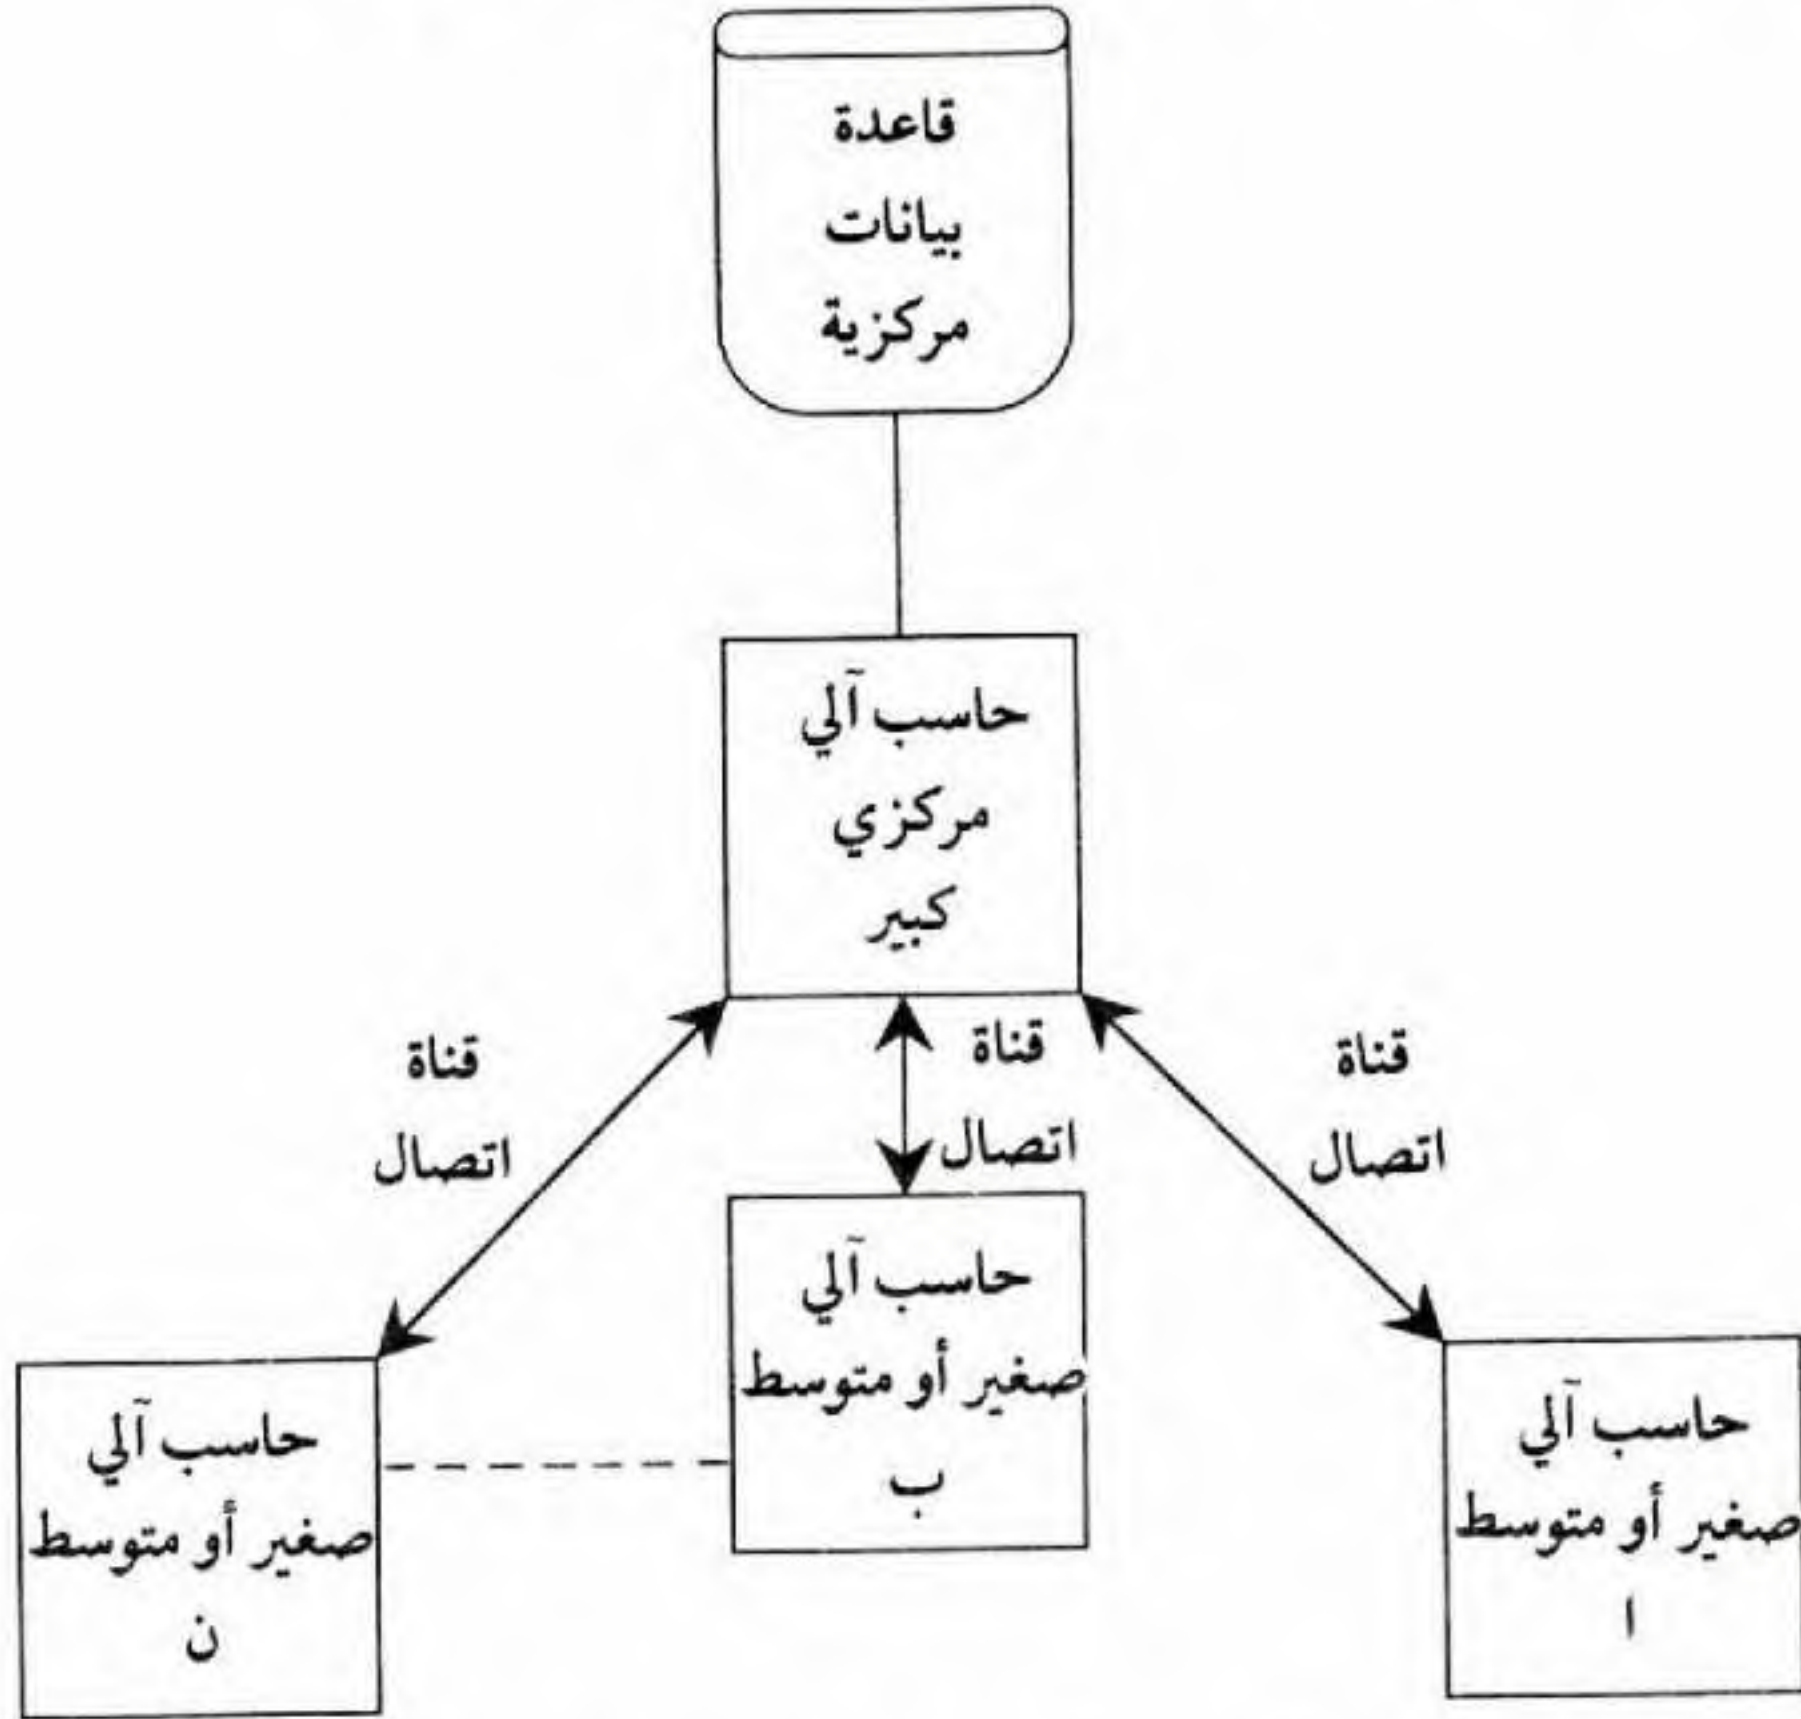 قاعدة
بيانات
مركزية
حاسب آلي
مركزي
كبير
قناة
اتصال
قناة
اتصال
قناة
اتصال
حاسب آلي
صغير أو متوسط
ا
حاسب آلي
صغير أو متوسط
ب
حاسب آلي
صغير أو متوسط
ن